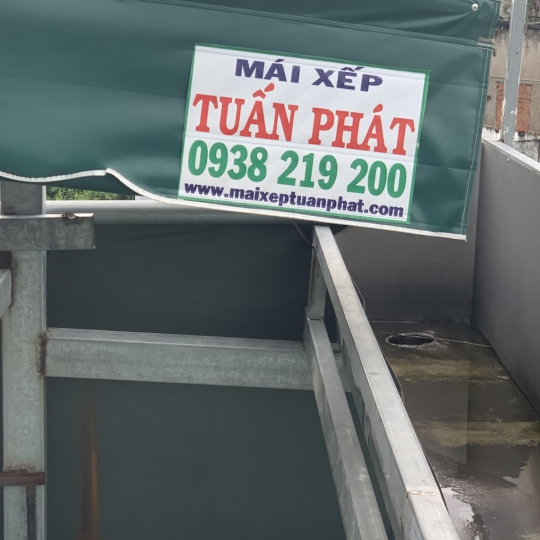 MÁI XẾP
TUẤN PHÁT
0938 219 200
www.maixeptuanphat.com